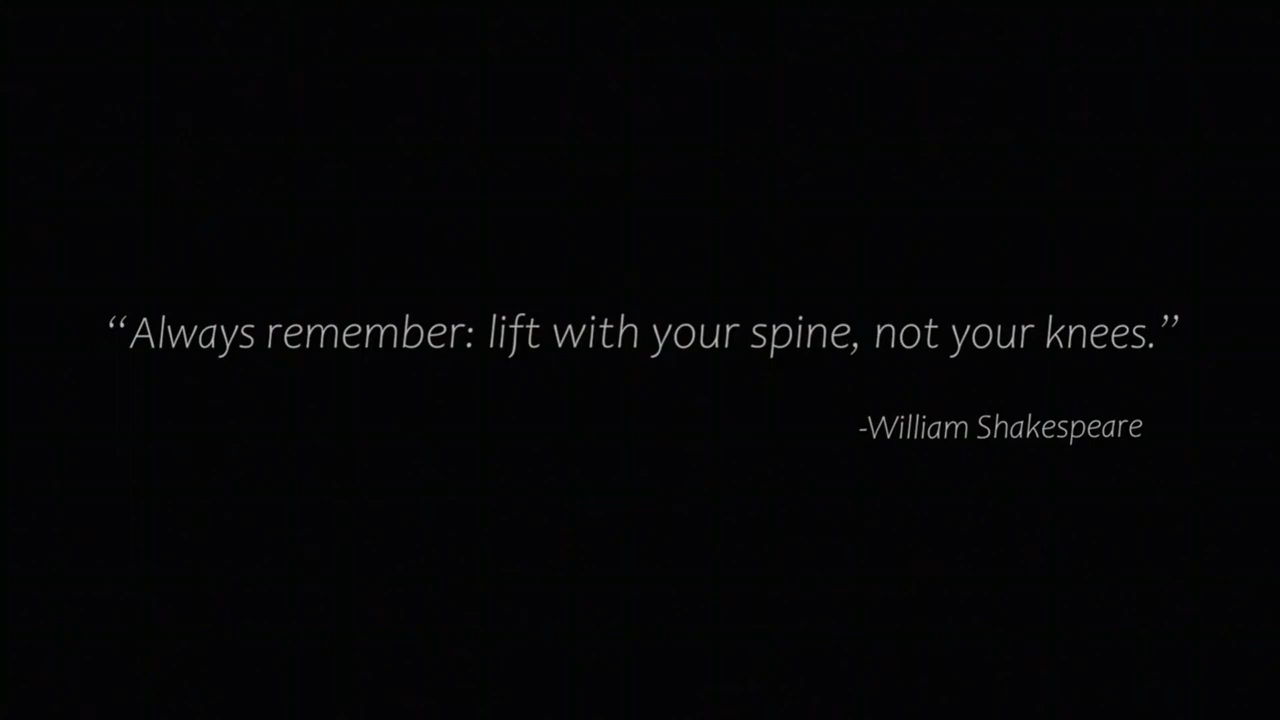 “Always remember: lift with your spine, not your knees.”
-William Shakespeare